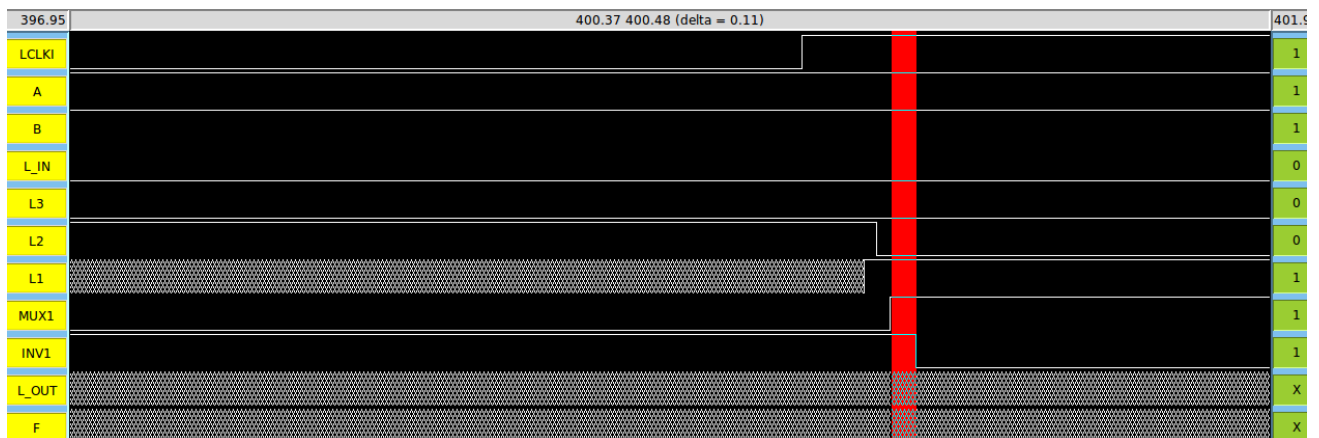 396.95 400.37 400.48 (delta = 0.11) 401.9
LCLKI 1
A 1
B 1
L_IN 0
L3 0
L2 0
L1 1
MUX1 1
INV1 1
L_OUT X
F X